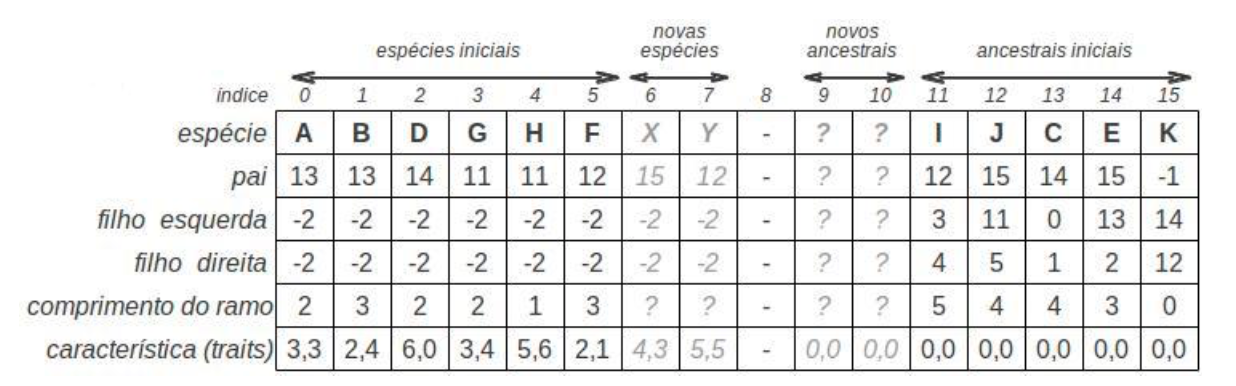 espécies iniciais novas espécies novos ancestrais ancestrais iniciais
índice 0 1 2 3 4 5 6 7 8 9 10 11 12 13 14 15
espécie A B D G H F X Y - ? ? I J C E K
pai 13 13 14 11 11 12 15 12 - ? ? 12 15 14 15 -1
filho esquerda -2 -2 -2 -2 -2 -2 -2 -2 - ? ? 3 11 0 13 14
filho direita -2 -2 -2 -2 -2 -2 -2 -2 - ? ? 4 5 1 2 12
comprimento do ramo 2 3 2 2 1 3 ? ? - ? ? 5 4 4 3 0
característica (traits) 3,3 2,4 6,0 3,4 5,6 2,1 4,3 5,5 - 0,0 0,0 0,0 0,0 0,0 0,0 0,0